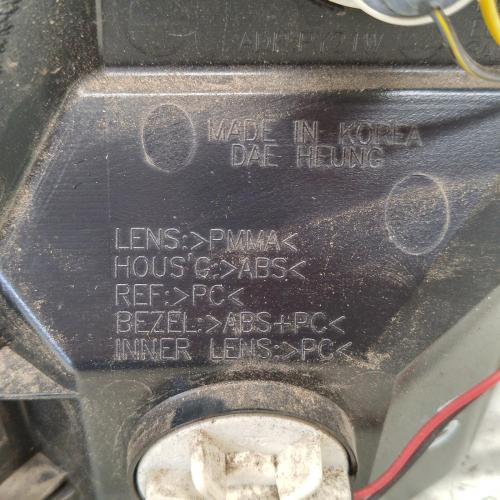 MADE IN KOREA
DAE HEUNG
LENS:>PMMA<
HOUS'G:>ABS<
REF:>PC<
BEZEL:>ABS+PC<
INNER LENS:>PC<